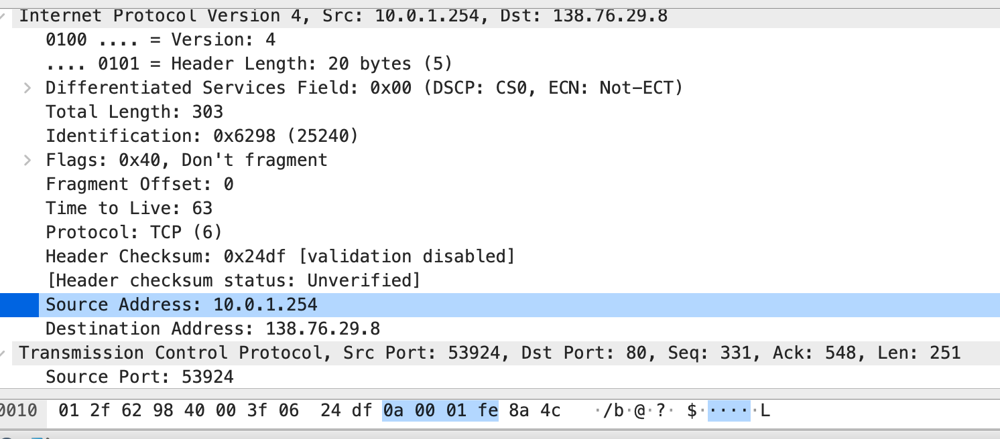 Internet Protocol Version 4, Src: 10.0.1.254, Dst: 138.76.29.8
0100 .... = Version: 4
.... 0101 = Header Length: 20 bytes (5)
Differentiated Services Field: 0x00 (DSCP: CS0, ECN: Not-ECT)
Total Length: 303
Identification: 0x6298 (25240)
Flags: 0x40, Don't fragment
Fragment Offset: 0
Time to Live: 63
Protocol: TCP (6)
Header Checksum: 0x24df [validation disabled]
[Header checksum status: Unverified]
Source Address: 10.0.1.254
Destination Address: 138.76.29.8
Transmission Control Protocol, Src Port: 53924, Dst Port: 80, Seq: 331, Ack: 548, Len: 251
Source Port: 53924
0010 01 2f 62 98 40 00 3f 06 24 df 0a 00 01 fe 8a 4c ·/b·@·?· $·····​·L